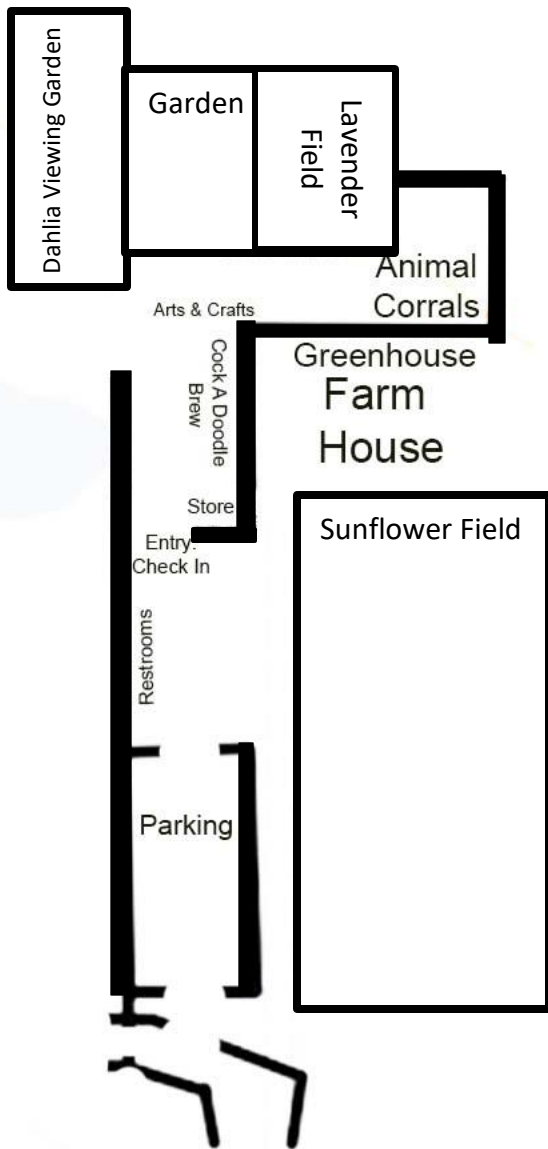 Dahlia Viewing Garden
Garden
Lavender
Field
Animal
Corrals
Arts & Crafts
Greenhouse
Cock A Doodle
Brew
Farm
House
Store
Sunflower Field
Entry:
Check In
Restrooms
Parking